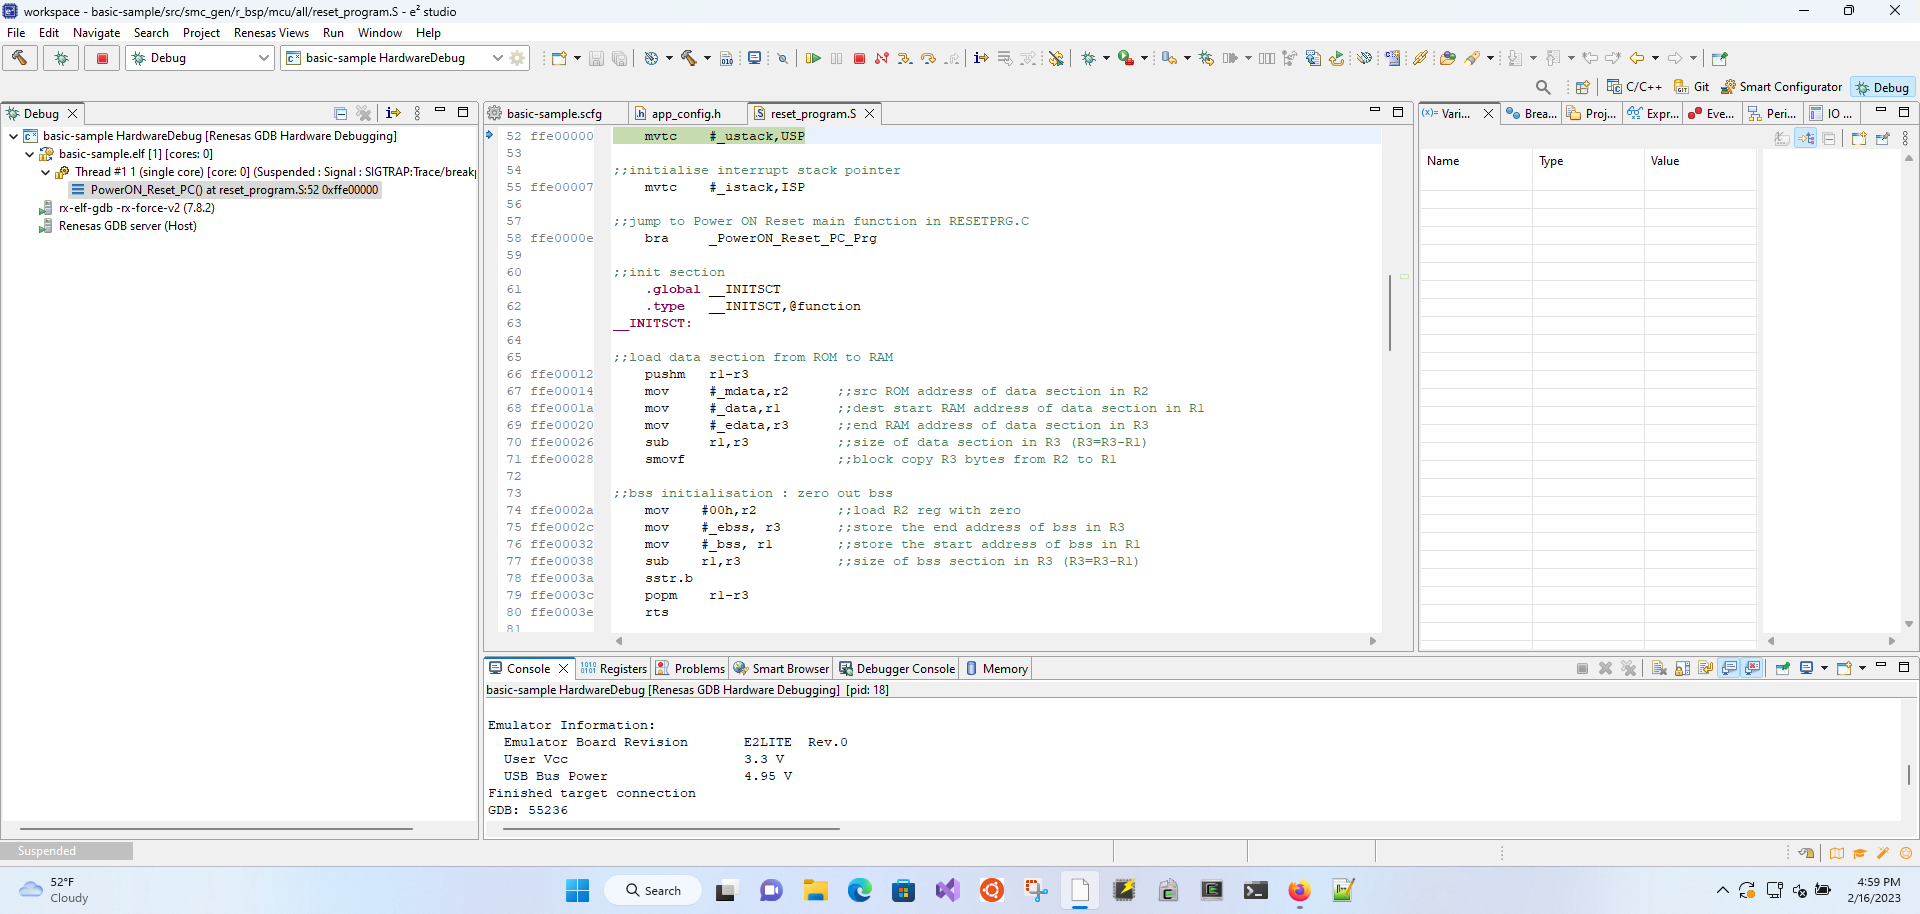 workspace - basic-sample/src/smc_gen/r_bsp/mcu/all/reset_program.S - e² studio
File Edit Navigate Search Project Renesas Views Run Window Help
Debug basic-sample HardwareDebug
C/C++ Git Smart Configurator Debug
Debug
basic-sample HardwareDebug [Renesas GDB Hardware Debugging]
basic-sample.elf [1] [cores: 0]
Thread #1 1 (single core) [core: 0] (Suspended : Signal : SIGTRAP:Trace/break
PowerON_Reset_PC() at reset_program.S:52 0xffe00000
rx-elf-gdb -rx-force-v2 (7.8.2)
Renesas GDB server (Host)
basic-sample.scfg app_config.h reset_program.S
52 ffe00000 mvtc #_ustack,USP
53
54 ;;initialise interrupt stack pointer
55 ffe00007 mvtc #_istack,ISP
56
57 ;;jump to Power ON Reset main function in RESETPRG.C
58 ffe0000e bra _PowerON_Reset_PC_Prg
59
60 ;;init section
61 .global __INITSCT
62 .type __INITSCT,@function
63 __INITSCT:
64
65 ;;load data section from ROM to RAM
66 ffe00012 pushm r1-r3
67 ffe00014 mov #_mdata,r2 ;;src ROM address of data section in R2
68 ffe0001a mov #_data,r1 ;;dest start RAM address of data section in R1
69 ffe00020 mov #_edata,r3 ;;end RAM address of data section in R3
70 ffe00026 sub r1,r3 ;;size of data section in R3 (R3=R3-R1)
71 ffe00028 smovf ;;block copy R3 bytes from R2 to R1
72
73 ;;bss initialisation : zero out bss
74 ffe0002a mov #00h,r2 ;;load R2 reg with zero
75 ffe0002c mov #_ebss, r3 ;;store the end address of bss in R3
76 ffe00032 mov #_bss, r1 ;;store the start address of bss in R1
77 ffe00038 sub r1,r3 ;;size of bss section in R3 (R3=R3-R1)
78 ffe0003a sstr.b
79 ffe0003c popm r1-r3
80 ffe0003e rts
81
(x)= Vari... Brea... Proj... Expr... Eve... Peri... IO ...
Name Type Value
Console Registers Problems Smart Browser Debugger Console Memory
basic-sample HardwareDebug [Renesas GDB Hardware Debugging] [pid: 18]
Emulator Information:
Emulator Board Revision E2LITE Rev.0
User Vcc 3.3 V
USB Bus Power 4.95 V
Finished target connection
GDB: 55236
Suspended
52°F
Cloudy
Search
4:59 PM
2/16/2023